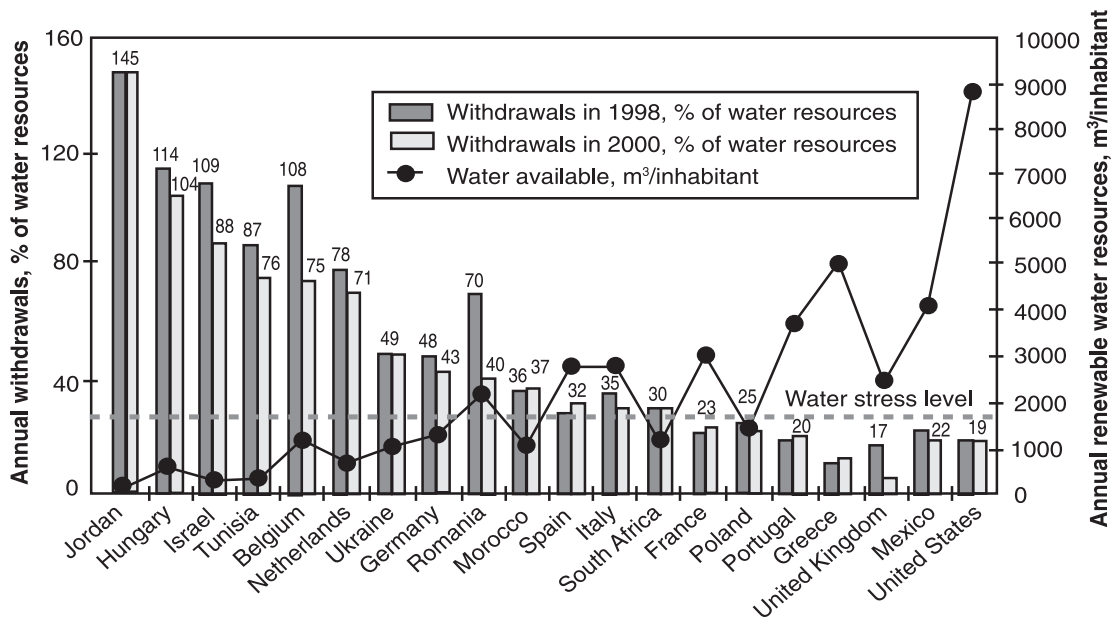 Annual withdrawals, % of water resources
160
120
80
40
0
145
114
104
109
88
87
76
108
75
78
71
49
48
43
70
40
36
37
32
35
30
23
25
20
17
22
19
Withdrawals in 1998, % of water resources
Withdrawals in 2000, % of water resources
Water available, m³/inhabitant
Water stress level
10000
9000
8000
7000
6000
5000
4000
3000
2000
1000
0
Annual renewable water resources, m³/inhabitant
Jordan
Hungary
Israel
Tunisia
Belgium
Netherlands
Ukraine
Germany
Romania
Morocco
Spain
Italy
South Africa
France
Poland
Portugal
Greece
United Kingdom
Mexico
United States